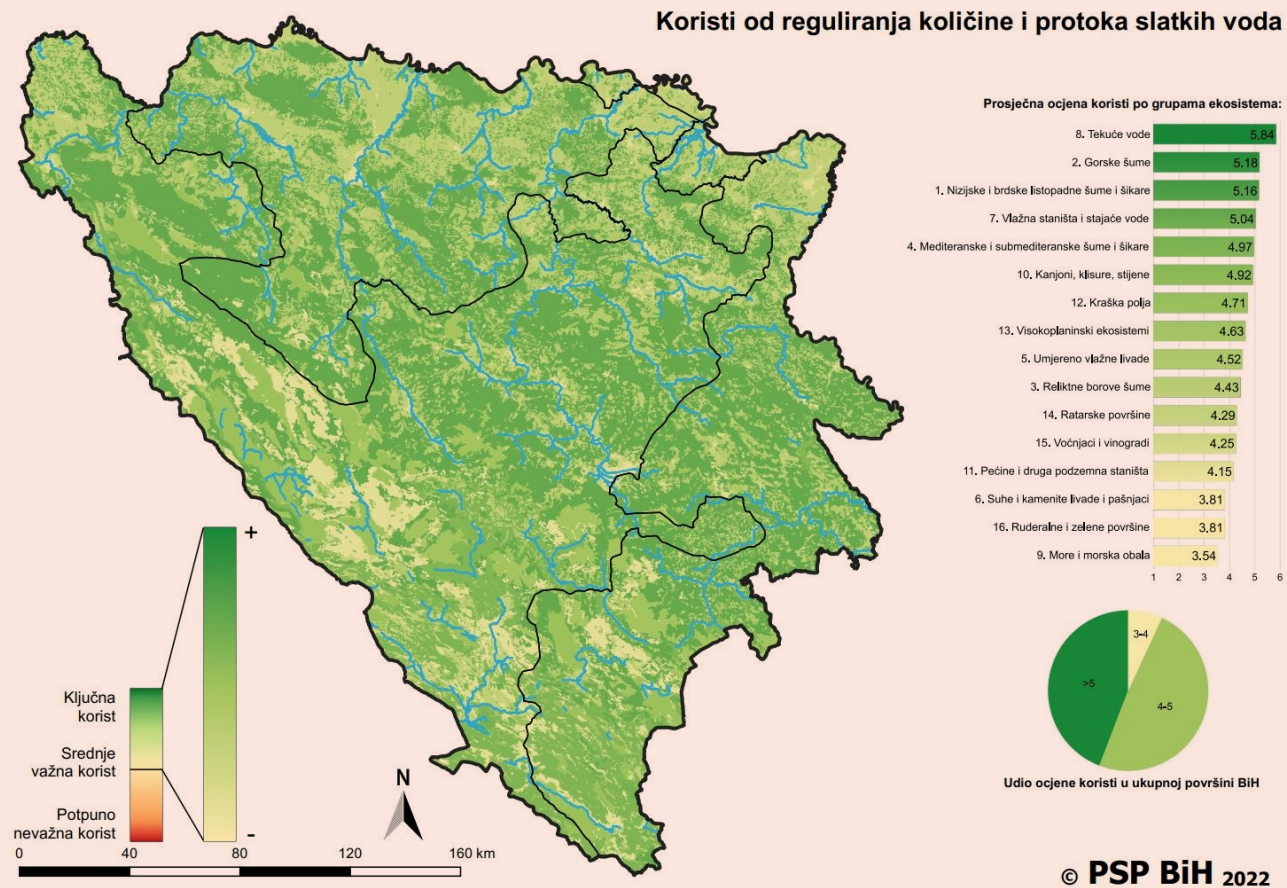 Koristi od reguliranja količine i protoka slatkih voda
Prosječna ocjena koristi po grupama ekosistema:
8. Tekuće vode 5.84
2. Gorske šume 5.18
1. Nizijske i brdske listopadne šume i šikare 5.16
7. Vlažna staništa i stajaće vode 5.04
4. Mediteranske i submediteranske šume i šikare 4.97
10. Kanjoni, klisure, stijene 4.92
12. Kraška polja 4.71
13. Visokoplaninski ekosistemi 4.63
5. Umjereno vlažne livade 4.52
3. Reliktne borove šume 4.43
14. Ratarske površine 4.29
15. Voćnjaci i vinogradi 4.25
11. Pećine i druga podzemna staništa 4.15
6. Suhe i kamenite livade i pašnjaci 3.81
16. Ruderalne i zelene površine 3.81
9. More i morska obala 3.54
1 2 3 4 5 6
3-4
>5
4-5
Udio ocjene koristi u ukupnoj površini BiH
+
-
Ključna
korist
Srednje
važna korist
Potpuno
nevažna korist
N
0 40 80 120 160 km
© PSP BiH 2022